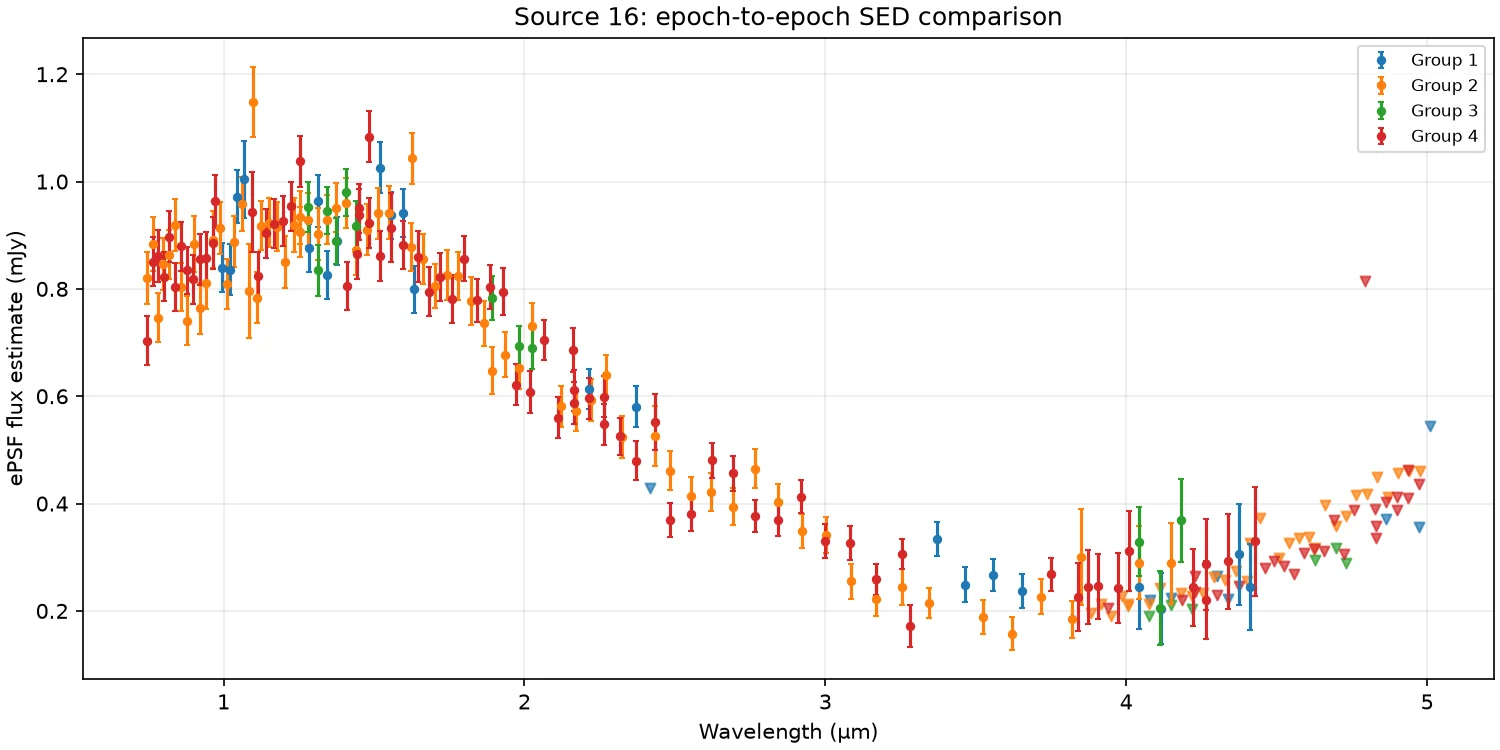 Source 16: epoch-to-epoch SED comparison
ePSF flux estimate (mJy)
1.2
1.0
0.8
0.6
0.4
0.2
Group 1
Group 2
Group 3
Group 4
1 2 3 4 5
Wavelength (μm)